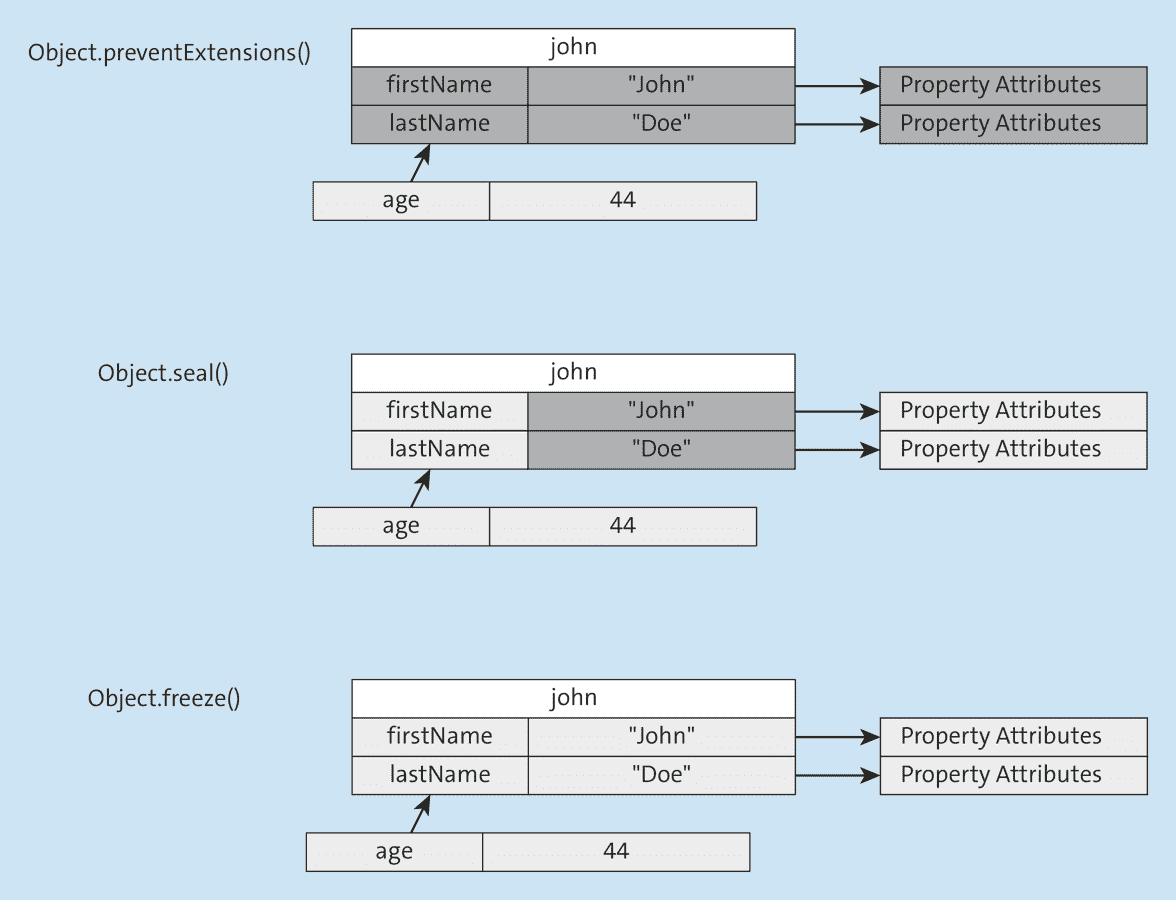 Object.preventExtensions()
john
firstName "John" Property Attributes
lastName "Doe" Property Attributes
age 44
Object.seal()
john
firstName "John" Property Attributes
lastName "Doe" Property Attributes
age 44
Object.freeze()
john
firstName "John" Property Attributes
lastName "Doe" Property Attributes
age 44